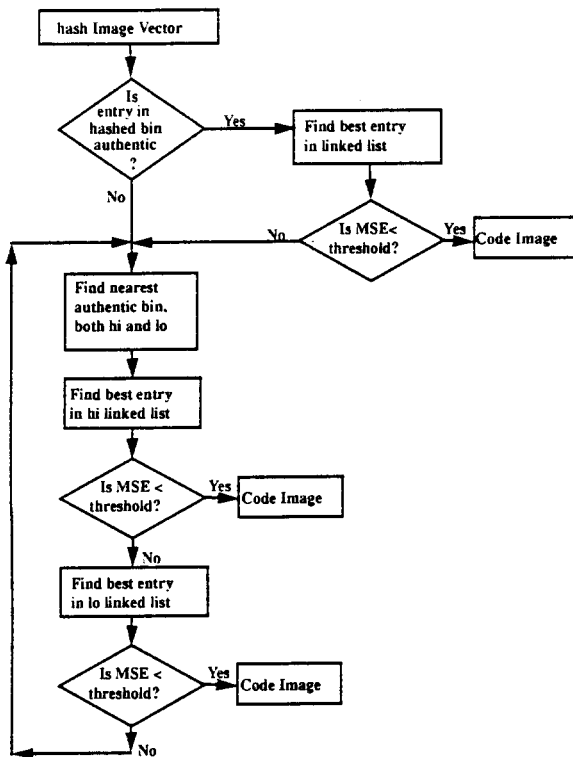 hash Image Vector
Is
entry in
hashed bin
authentic
?
Yes
Find best entry
in linked list
No
Is MSE<
threshold?
No
Yes
Code Image
Find nearest
authentic bin,
both hi and lo
Find best entry
in hi linked list
Is MSE <
threshold?
Yes
Code Image
No
Find best entry
in lo linked list
Is MSE <
threshold?
Yes
Code Image
No